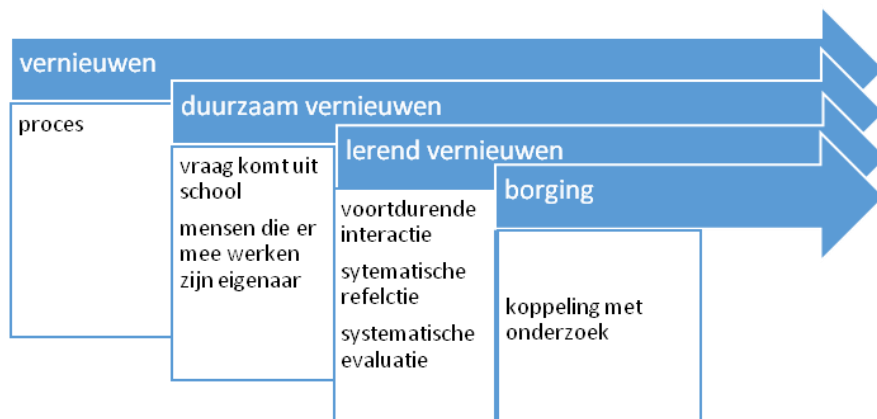 vernieuwen
proces
duurzaam vernieuwen
vraag komt uit
school
mensen die er
mee werken
zijn eigenaar
lerend vernieuwen
voortdurende
interactie
sytematische
refelctie
systematische
evaluatie
borging
koppeling met
onderzoek